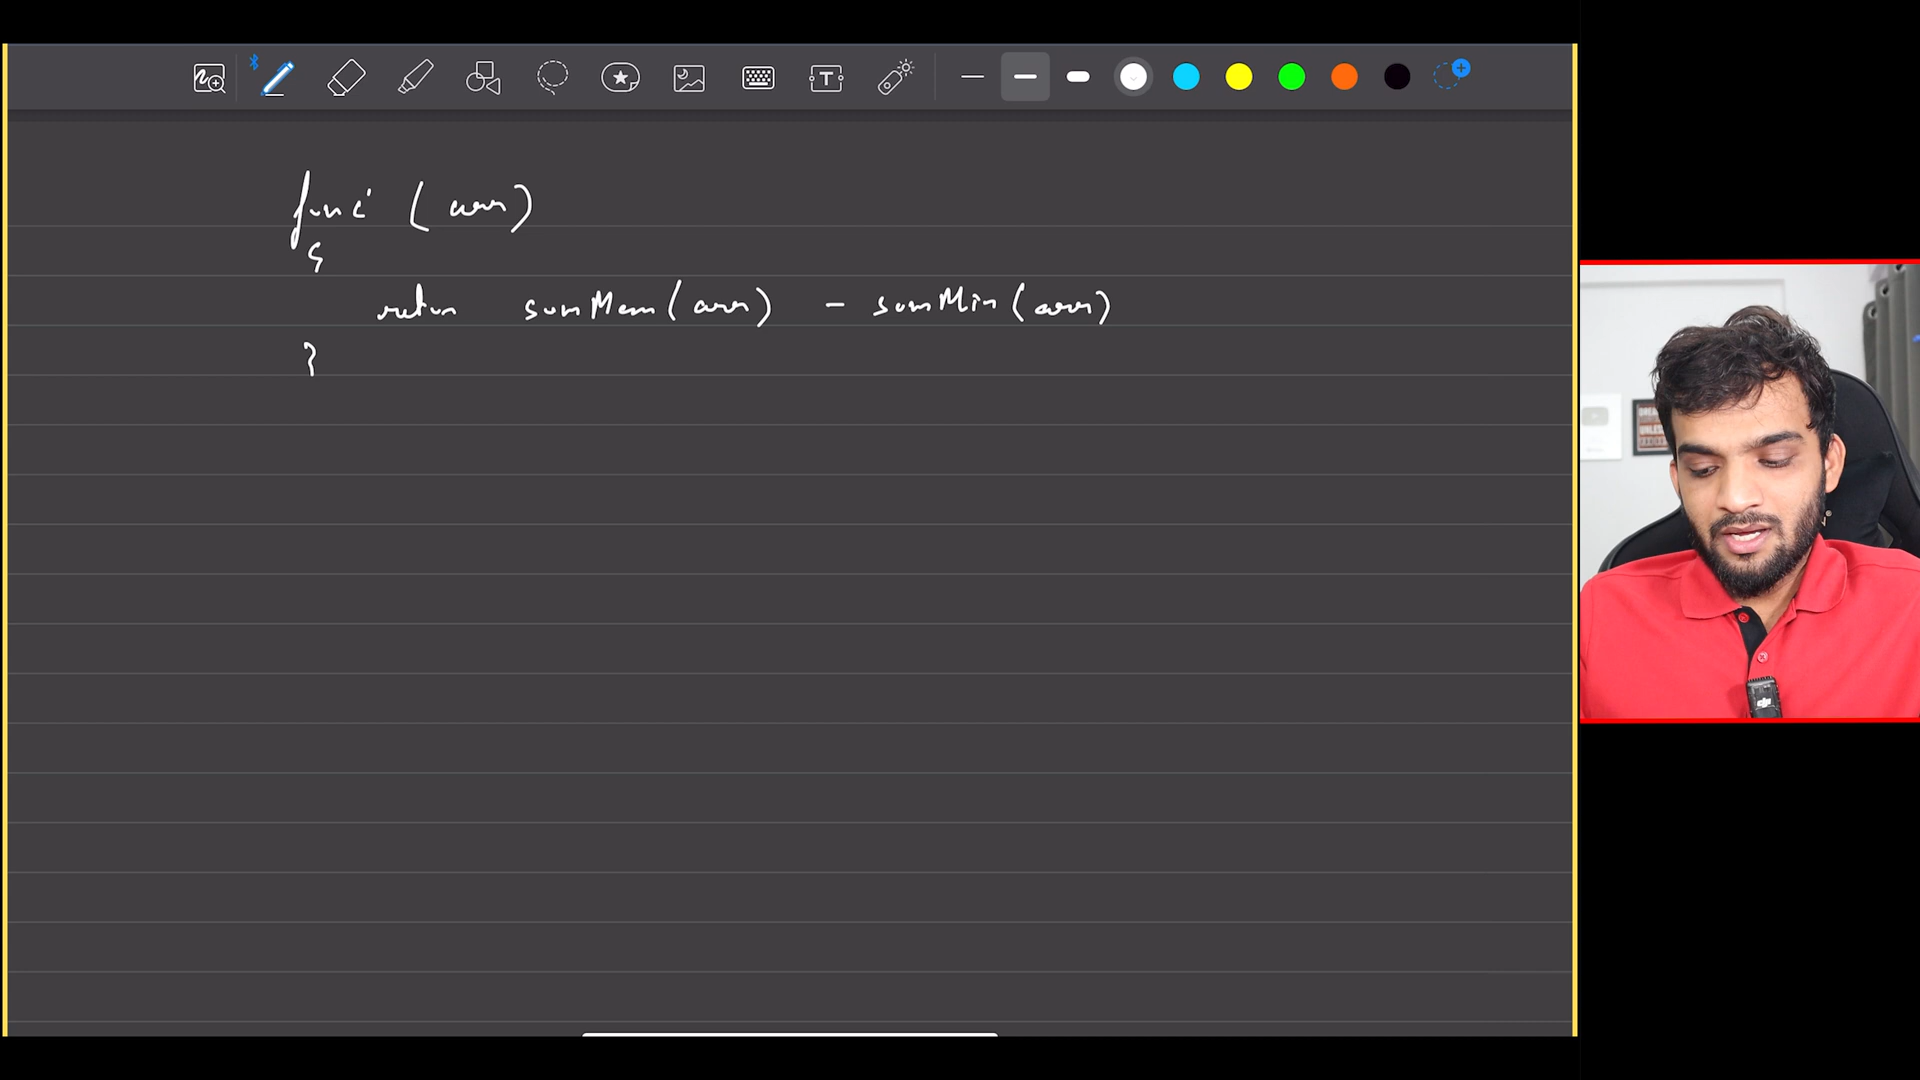 func (arr)
{
return sumMax(arr) - sumMin(arr)
}